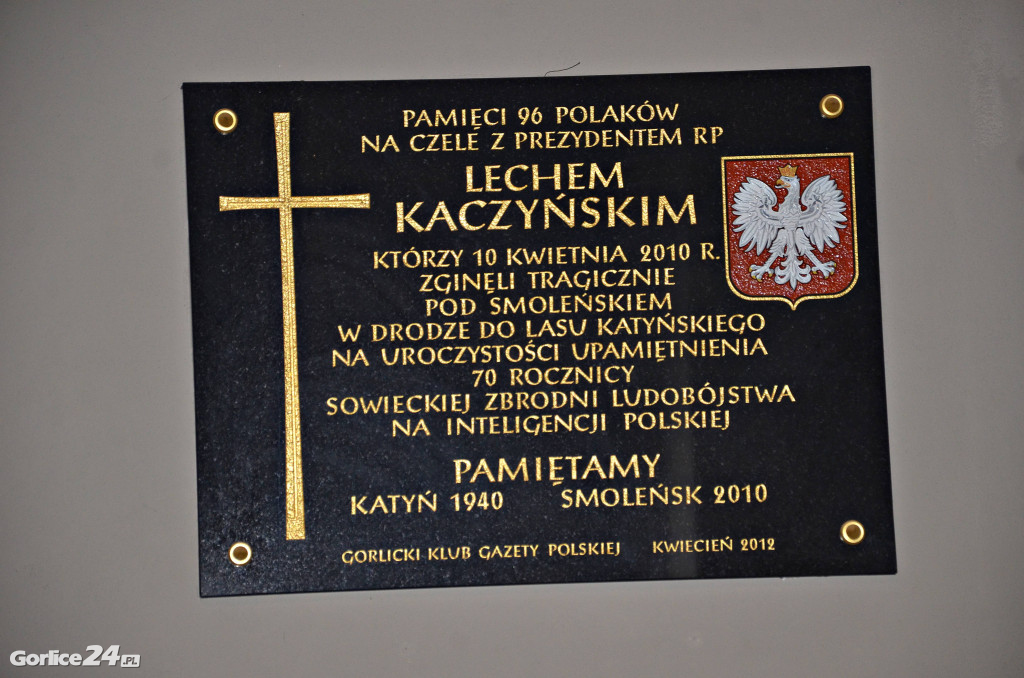 PAMIĘCI 96 POLAKÓW
NA CZELE Z PREZYDENTEM RP
LECHEM
KACZYŃSKIM
KTÓRZY 10 KWIETNIA 2010 R.
ZGINĘLI TRAGICZNIE
POD SMOLEŃSKIEM
W DRODZE DO LASU KATYŃSKIEGO
NA UROCZYSTOŚCI UPAMIĘTNIENIA
70 ROCZNICY
SOWIECKIEJ ZBRODNI LUDOBÓJSTWA
NA INTELIGENCJI POLSKIEJ
PAMIĘTAMY
KATYŃ 1940 SMOLEŃSK 2010
GORLICKI KLUB GAZETY POLSKIEJ KWIECIEŃ 2012
Gorlice24.PL